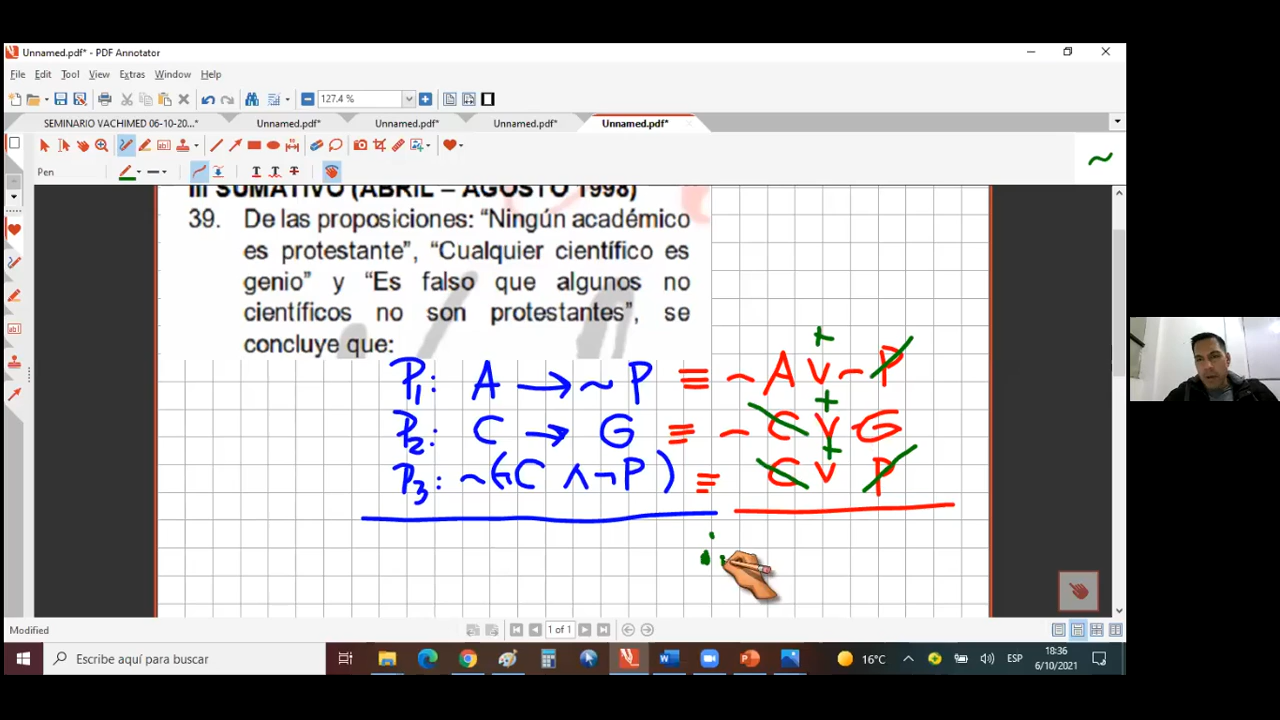 Unnamed.pdf* - PDF Annotator
File Edit Tool View Extras Window Help
127.4 %
SEMINARIO VACHIMED 06-10-20...* Unnamed.pdf* Unnamed.pdf* Unnamed.pdf* Unnamed.pdf*
Pen
III SUMATIVO (ABRIL – AGOSTO 1998)
39. De las proposiciones: “Ningún académico
es protestante”, “Cualquier científico es
genio” y “Es falso que algunos no
científicos no son protestantes”, se
concluye que:
+
P1: A → ~ P ≡ ~ A v ~ P
+
P2: C → G ≡ ~ C v G
+
P3: ~(¬C ∧ ¬P) ≡ C v P
Modified
1 of 1
Escribe aquí para buscar
16°C
ESP
18:36
6/10/2021